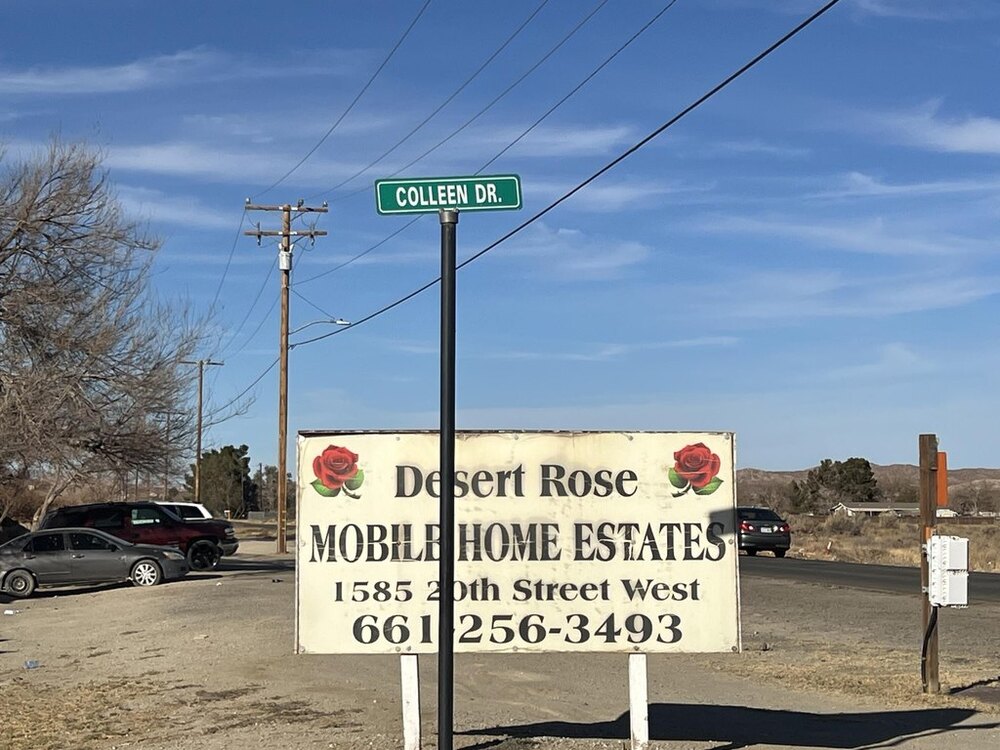 COLLEEN DR.
Desert Rose
MOBILE HOME ESTATES
1585 20th Street West
661-256-3493